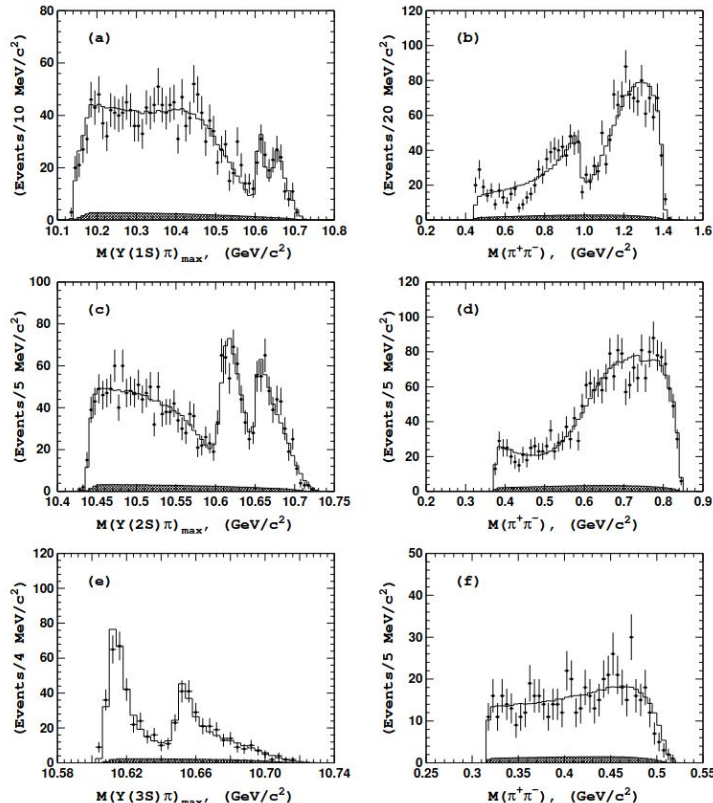 (a)
(Events/10 MeV/c²)
80
60
40
20
0
10.1 10.2 10.3 10.4 10.5 10.6 10.7 10.8
M(Y(1S)π)max, (GeV/c²)
(b)
(Events/20 MeV/c²)
120
100
80
60
40
20
0
0.2 0.4 0.6 0.8 1.0 1.2 1.4 1.6
M(π⁺π⁻), (GeV/c²)
(c)
(Events/5 MeV/c²)
100
80
60
40
20
0
10.4 10.45 10.5 10.55 10.6 10.65 10.7 10.75
M(Y(2S)π)max, (GeV/c²)
(d)
(Events/5 MeV/c²)
120
100
80
60
40
20
0
0.2 0.3 0.4 0.5 0.6 0.7 0.8 0.9
M(π⁺π⁻), (GeV/c²)
(e)
(Events/4 MeV/c²)
120
100
80
60
40
20
0
10.58 10.62 10.66 10.70 10.74
M(Y(3S)π)max, (GeV/c²)
(f)
(Events/5 MeV/c²)
50
40
30
20
10
0
0.25 0.3 0.35 0.4 0.45 0.5 0.55
M(π⁺π⁻), (GeV/c²)